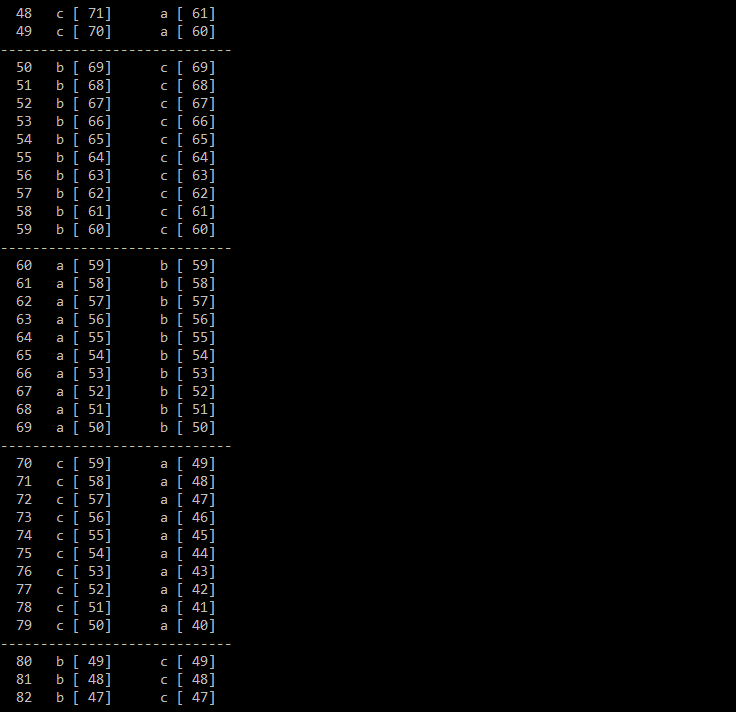 48   c [ 71]      a [ 61]
49   c [ 70]      a [ 60]
-----------------------------
50   b [ 69]      c [ 69]
51   b [ 68]      c [ 68]
52   b [ 67]      c [ 67]
53   b [ 66]      c [ 66]
54   b [ 65]      c [ 65]
55   b [ 64]      c [ 64]
56   b [ 63]      c [ 63]
57   b [ 62]      c [ 62]
58   b [ 61]      c [ 61]
59   b [ 60]      c [ 60]
-----------------------------
60   a [ 59]      b [ 59]
61   a [ 58]      b [ 58]
62   a [ 57]      b [ 57]
63   a [ 56]      b [ 56]
64   a [ 55]      b [ 55]
65   a [ 54]      b [ 54]
66   a [ 53]      b [ 53]
67   a [ 52]      b [ 52]
68   a [ 51]      b [ 51]
69   a [ 50]      b [ 50]
-----------------------------
70   c [ 59]      a [ 49]
71   c [ 58]      a [ 48]
72   c [ 57]      a [ 47]
73   c [ 56]      a [ 46]
74   c [ 55]      a [ 45]
75   c [ 54]      a [ 44]
76   c [ 53]      a [ 43]
77   c [ 52]      a [ 42]
78   c [ 51]      a [ 41]
79   c [ 50]      a [ 40]
-----------------------------
80   b [ 49]      c [ 49]
81   b [ 48]      c [ 48]
82   b [ 47]      c [ 47]